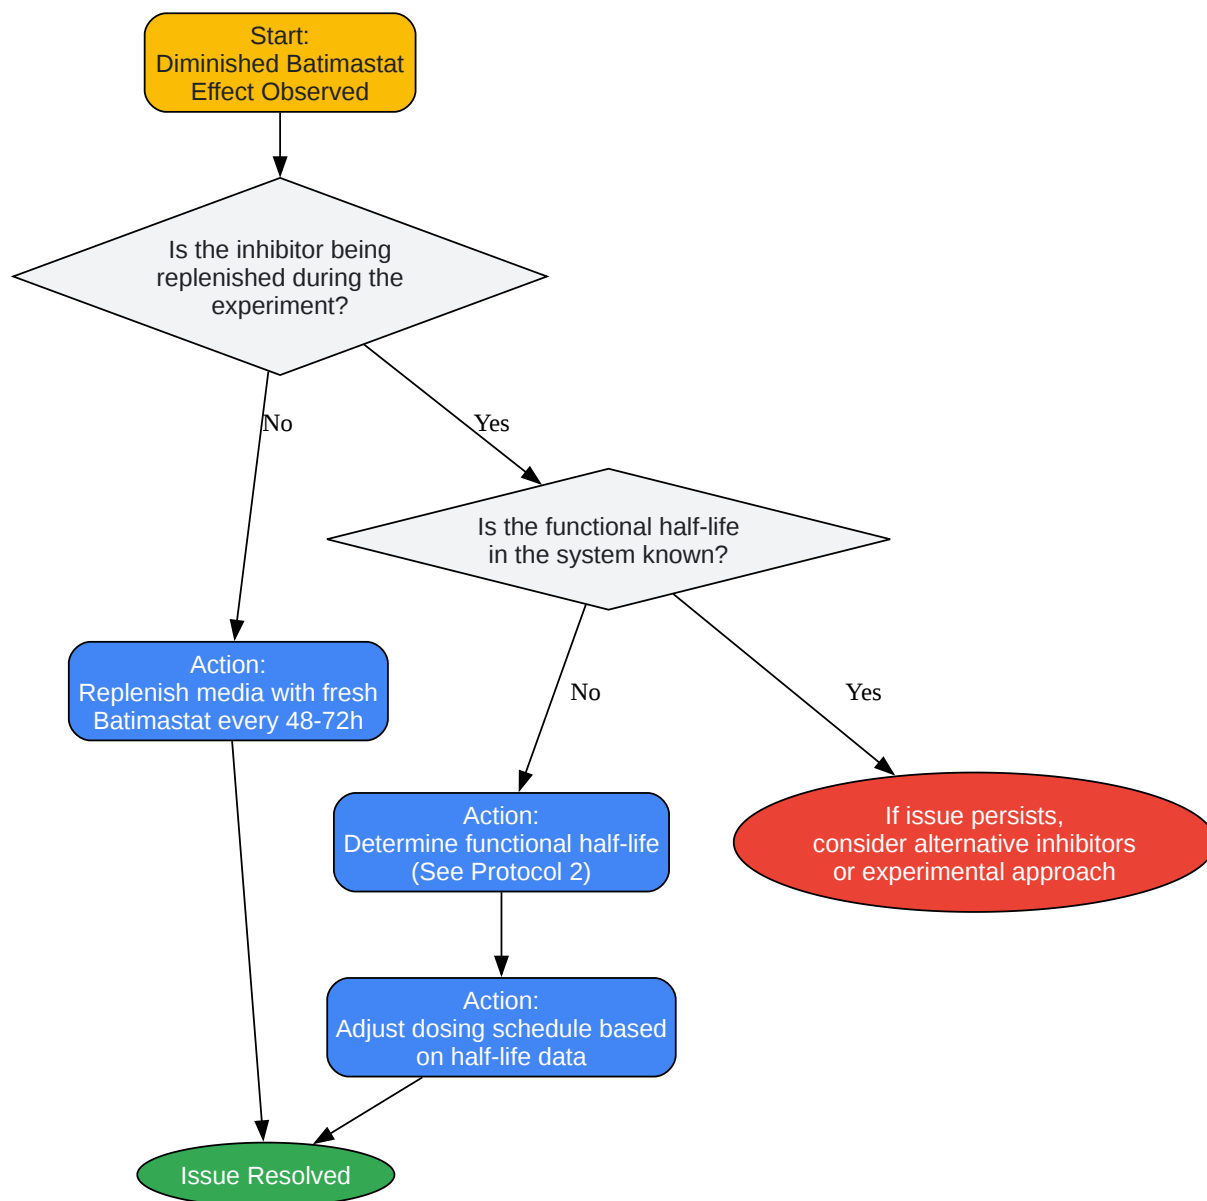 Start:
Diminished Batimastat
Effect Observed
Is the inhibitor being
replenished during the
experiment?
No
Yes
Is the functional half-life
in the system known?
No
Yes
Action:
Replenish media with fresh
Batimastat every 48-72h
Action:
Determine functional half-life
(See Protocol 2)
If issue persists,
consider alternative inhibitors
or experimental approach
Action:
Adjust dosing schedule based
on half-life data
Issue Resolved